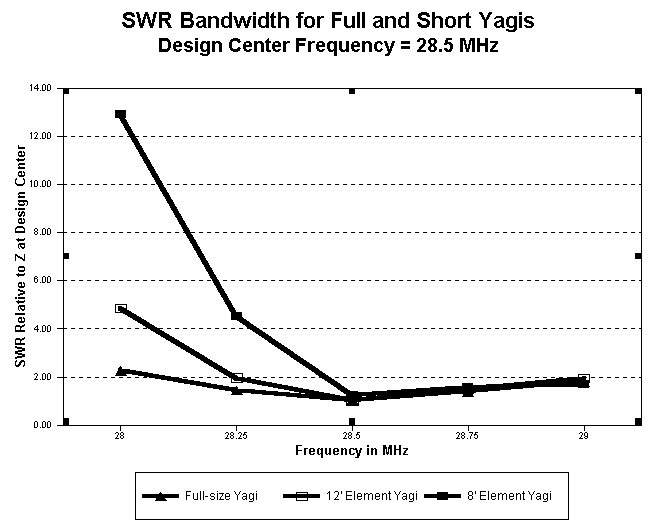 SWR Bandwidth for Full and Short Yagis
Design Center Frequency = 28.5 MHz
14.00
12.00
10.00
8.00
6.00
4.00
2.00
0.00
SWR Relative to Z at Design Center
28
28.25
28.5
28.75
29
Frequency in MHz
Full-size Yagi
12' Element Yagi
8' Element Yagi